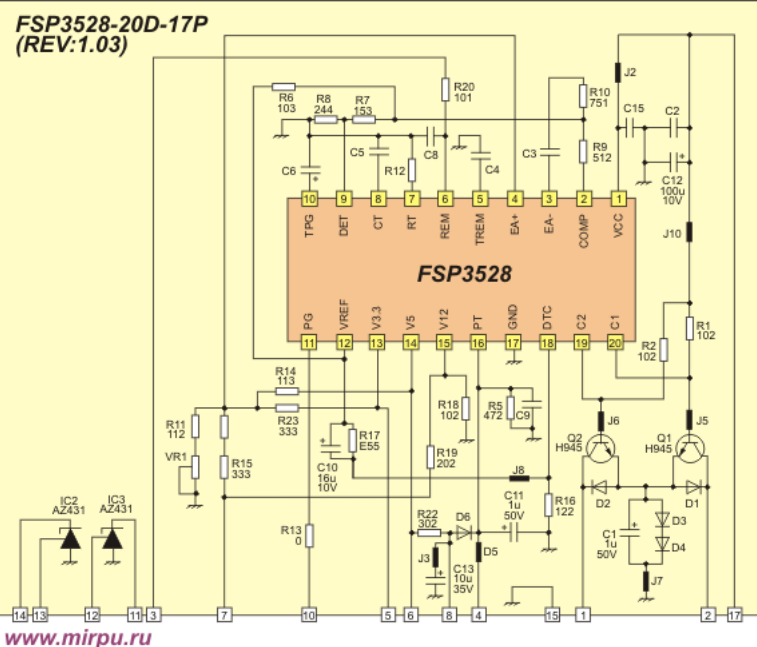 FSP3528-20D-17P
(REV:1.03)
J2
R20
101
R10
751
R6
103
R8
244
R7
153
C15
C2
C8
C5
R12
C6
+
C4
C3
R9
512
+
C12
100u
10V
J10
10
9
8
7
6
5
4
3
2
1
TPG
DET
CT
RT
REM
TREM
EA+
EA-
COMP
VCC
FSP3528
PG
VREF
V3.3
V5
V12
PT
GND
DTC
C2
C1
11
12
13
14
15
16
17
18
19
20
R2
102
R1
102
R14
113
R23
333
R11
112
VR1
R15
333
R17
E55
+
C10
16u
10V
R18
102
R19
202
R5
472
C9
J6
J5
Q2
H945
Q1
H945
J8
R16
122
D2
D1
IC2
AZ431
IC3
AZ431
R13
0
R22
302
D6
+
C11
1u
50V
D5
J3
+
C13
10u
35V
+
C1
1u
50V
D3
D4
J7
14
13
12
11
3
7
10
5
6
8
4
15
1
2
17
www.mirpu.ru